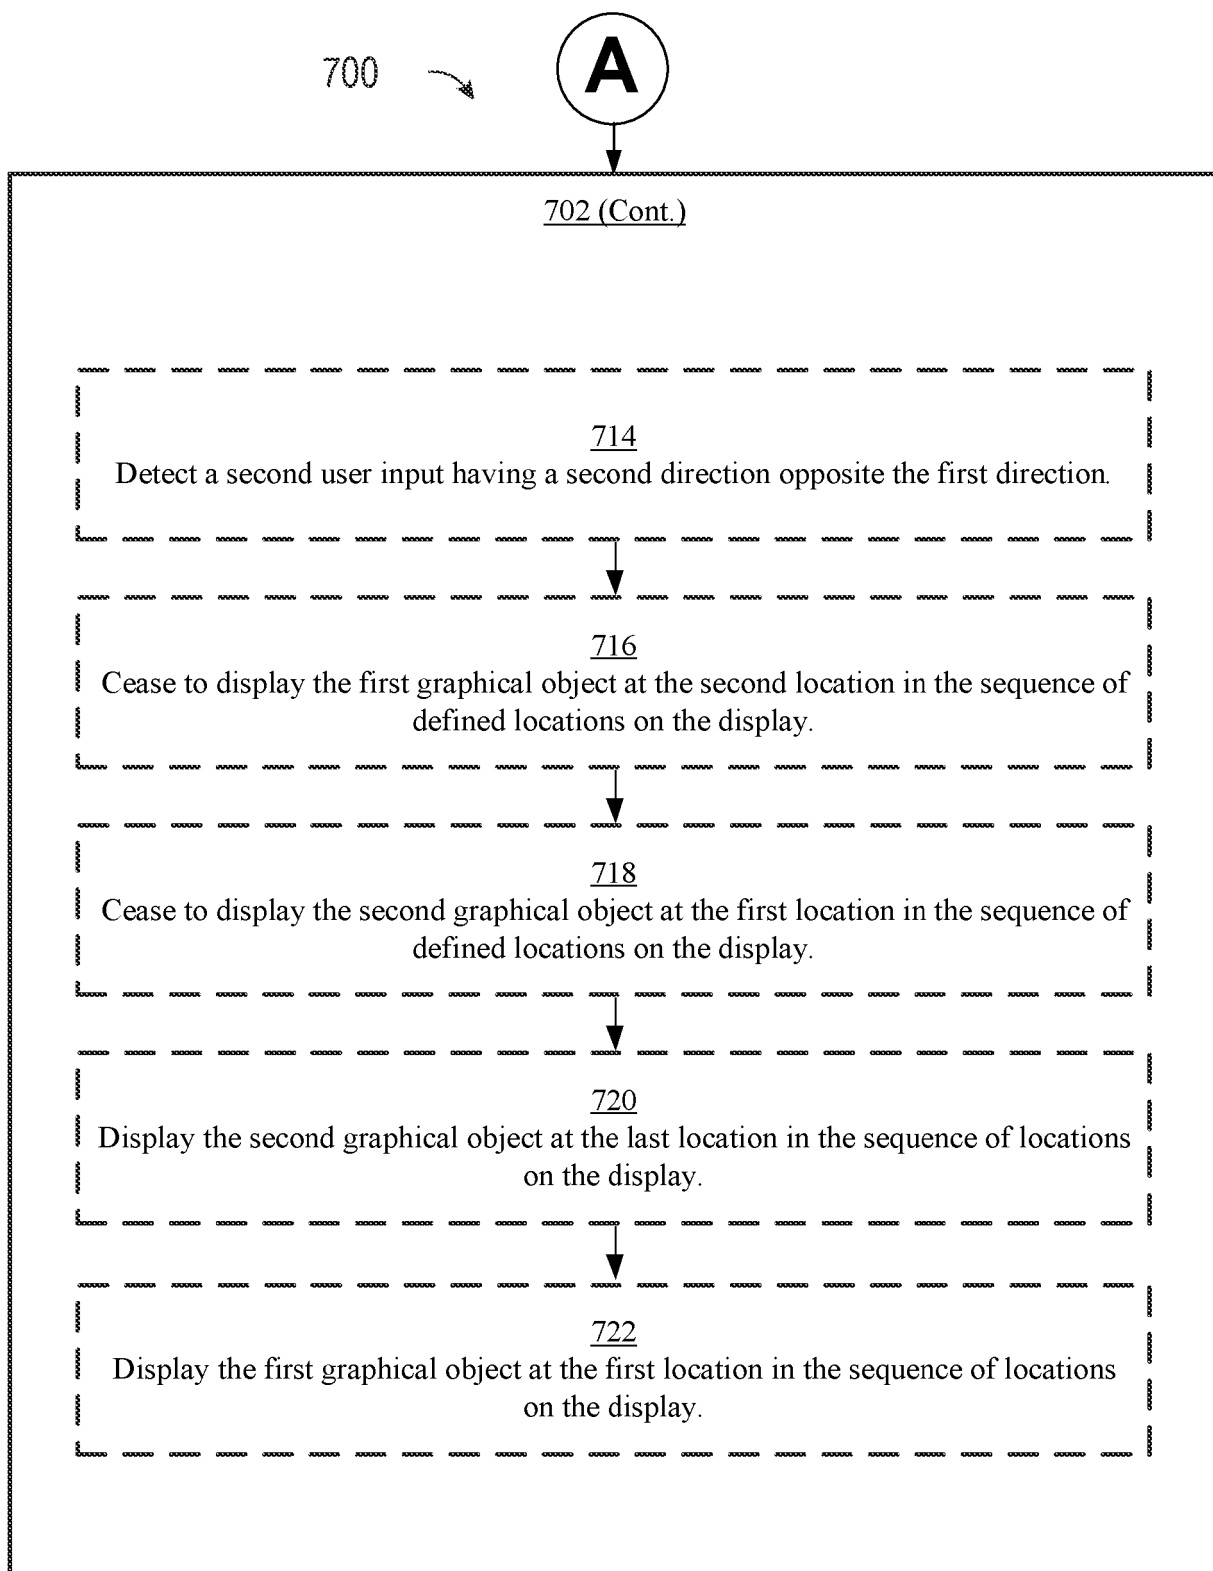 700
A
702 (Cont.)
714
Detect a second user input having a second direction opposite the first direction.
716
Cease to display the first graphical object at the second location in the sequence of
defined locations on the display.
718
Cease to display the second graphical object at the first location in the sequence of
defined locations on the display.
720
Display the second graphical object at the last location in the sequence of locations
on the display.
722
Display the first graphical object at the first location in the sequence of locations
on the display.